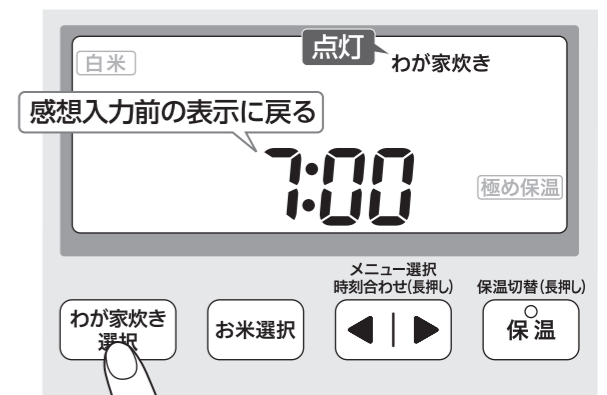 点灯
白米
わが家炊き
感想入力前の表示に戻る
7:00
極め保温
メニュー選択
時刻合わせ(長押し)
保温切替(長押し)
わが家炊き
選択
お米選択
保温